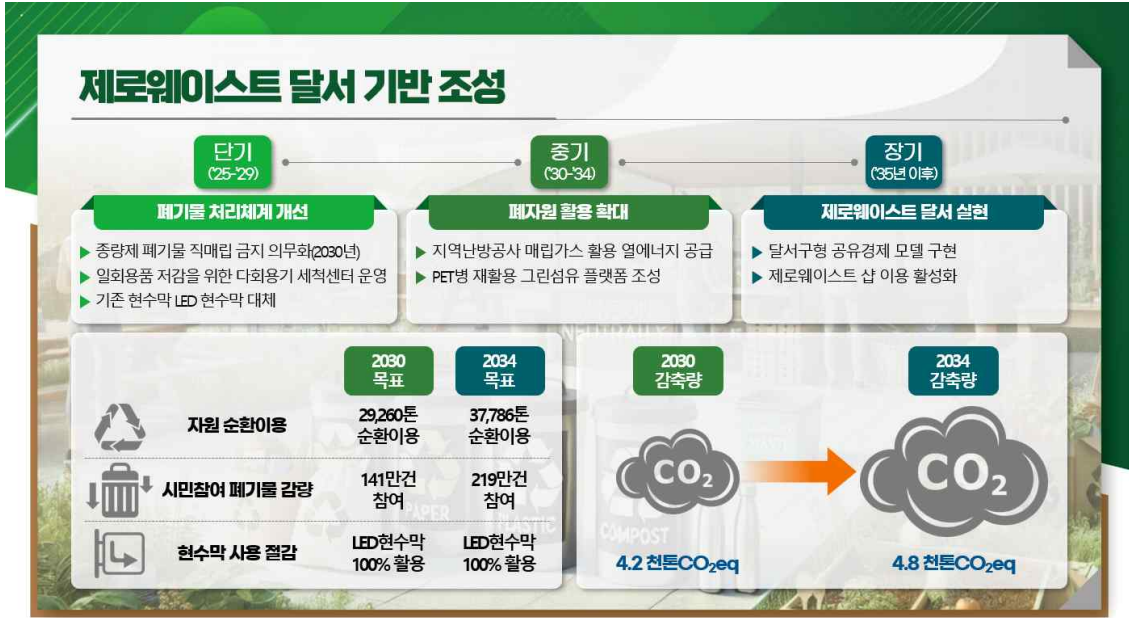 제로웨이스트 달서 기반 조성
단기
('25-'29)
중기
('30-'34)
장기
('35년 이후)
폐기물 처리체계 개선
▶ 종량제 폐기물 직매립 금지 의무화(2030년)
▶ 일회용품 저감을 위한 다회용기 세척센터 운영
▶ 기존 현수막 LED 현수막 대체
폐자원 활용 확대
▶ 지역난방공사 매립가스 활용 열에너지 공급
▶ PET병 재활용 그린섬유 플랫폼 조성
제로웨이스트 달서 실현
▶ 달서구형 공유경제 모델 구현
▶ 제로웨이스트 샵 이용 활성화
2030
목표
2034
목표
자원 순환이용
29,260톤
순환이용
37,786톤
순환이용
시민참여 폐기물 감량
141만건
참여
219만건
참여
현수막 사용 절감
LED현수막
100% 활용
LED현수막
100% 활용
2030
감축량
2034
감축량
CO₂
CO₂
4.2 천톤CO₂eq
4.8 천톤CO₂eq
PAPER
PLASTIC
COMPOST